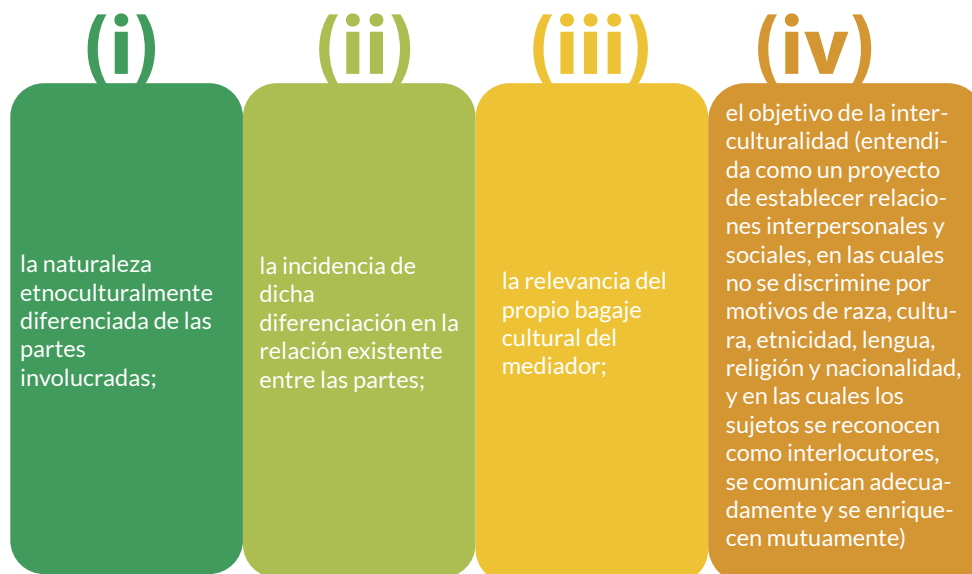 (i)
la naturaleza
etnoculturalmente
diferenciada de las
partes
involucradas;
(ii)
la incidencia de
dicha
diferenciación en la
relación existente
entre las partes;
(iii)
la relevancia del
propio bagaje
cultural del
mediador;
(iv)
el objetivo de la inter-
culturalidad (entendi-
da como un proyecto
de establecer relacio-
nes interpersonales y
sociales, en las cuales
no se discrimine por
motivos de raza, cultu-
ra, etnicidad, lengua,
religión y nacionalidad,
y en las cuales los
sujetos se reconocen
como interlocutores,
se comunican adecua-
damente y se enrique-
cen mutuamente)